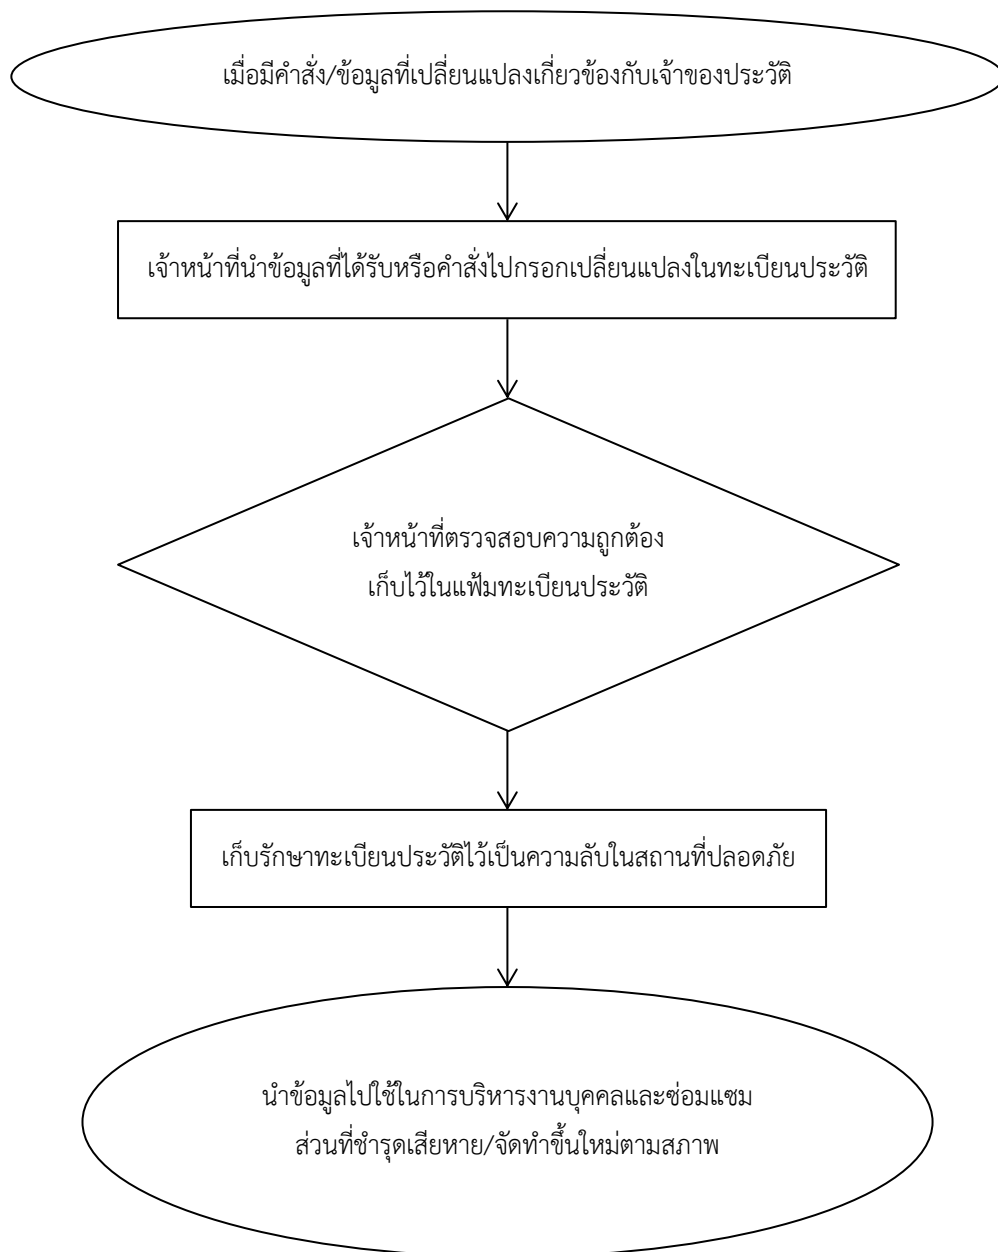 เมื่อมีคำสั่ง/ข้อมูลที่เปลี่ยนแปลงเกี่ยวข้องกับเจ้าของประวัติ
เจ้าหน้าที่นำข้อมูลที่ได้รับหรือคำสั่งไปกรอกเปลี่ยนแปลงในทะเบียนประวัติ
เจ้าหน้าที่ตรวจสอบความถูกต้อง
เก็บไว้ในแฟ้มทะเบียนประวัติ
เก็บรักษาทะเบียนประวัติไว้เป็นความลับในสถานที่ปลอดภัย
นำข้อมูลไปใช้ในการบริหารงานบุคคลและซ่อมแซม
ส่วนที่ชำรุดเสียหาย/จัดทำขึ้นใหม่ตามสภาพ